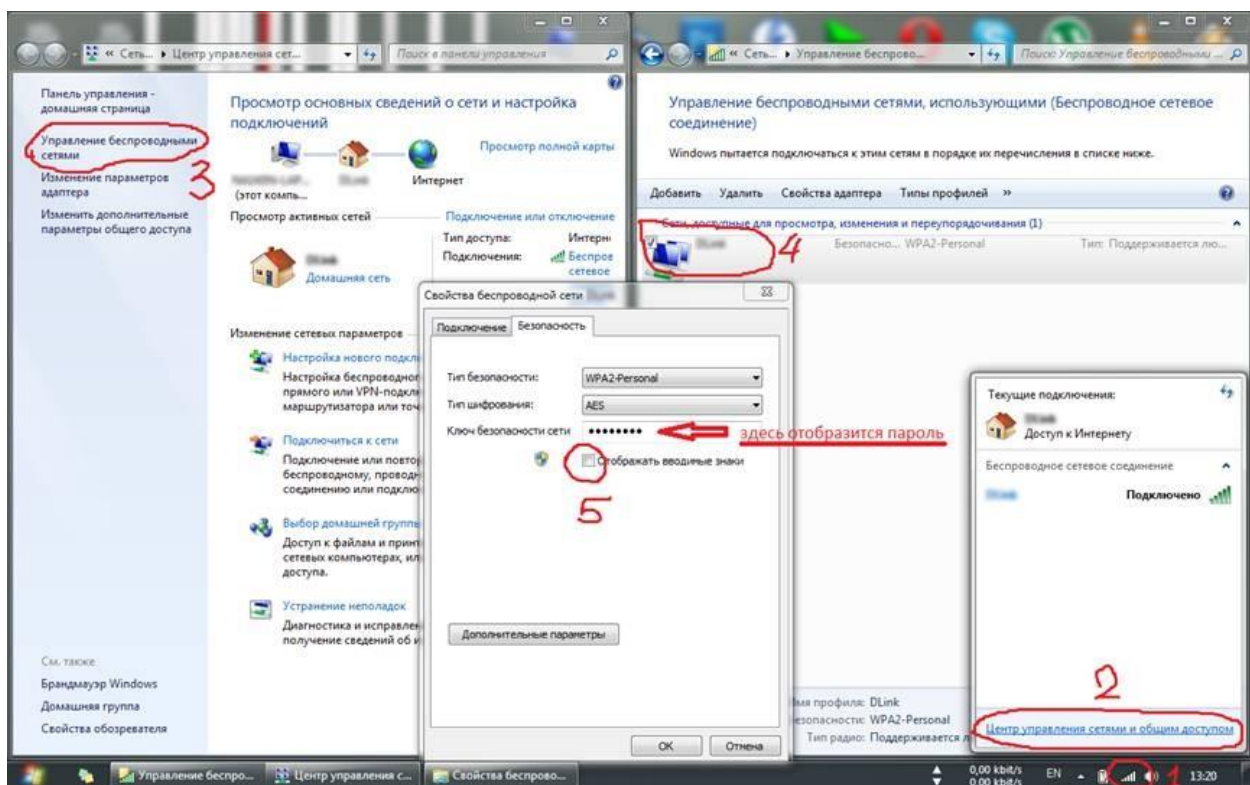 « Сеть... ▸ Центр управления сет...
Поиск в панели управления
Панель управления -
домашняя страница
Управление беспроводными
сетями
3
Изменение параметров
адаптера
Изменить дополнительные
параметры общего доступа
См. также
Брандмауэр Windows
Домашняя группа
Свойства обозревателя
Просмотр основных сведений о сети и настройка
подключений
Просмотр полной карты
(этот компь...
Интернет
Просмотр активных сетей
Подключение или отключение
Домашняя сеть
Тип доступа: Интерн
Подключения: Беспров
сетевое
Изменение сетевых параметров
Настройка нового подкл
Настройка беспроводног
прямого или VPN-подкл
маршрутизатора или точ
Подключиться к сети
Подключение или повтор
беспроводному, проводн
соединению или подклю
Выбор домашней группы
Доступ к файлам и принт
сетевых компьютерах, ил
доступа.
Устранение неполадок
Диагностика и исправлен
получение сведений об и
« Сеть... ▸ Управление беспрово...
Поиск: Управление беспроводными ...
Управление беспроводными сетями, использующими (Беспроводное сетевое
соединение)
Windows пытается подключаться к этим сетям в порядке их перечисления в списке ниже.
Добавить Удалить Свойства адаптера Типы профилей »
Сети, доступные для просмотра, изменения и переупорядочивания (1)
4
Безопасно... WPA2-Personal Тип: Поддерживается лю...
Свойства беспроводной сети
Подключение Безопасность
Тип безопасности: WPA2-Personal
Тип шифрования: AES
Ключ безопасности сети ••••••••
здесь отобразится пароль
Отображать вводимые знаки
5
Дополнительные параметры
OK Отмена
Имя профиля: DLink
WPA2-Personal
Тип радио: Поддерживается
Текущие подключения:
Доступ к Интернету
Беспроводное сетевое соединение
Подключено
2
Центр управления сетями и общим доступом
Управление беспро...
Центр управления с...
Свойства беспрово...
0,00 kbit/s
0,00 kbit/s
EN
1
13:20